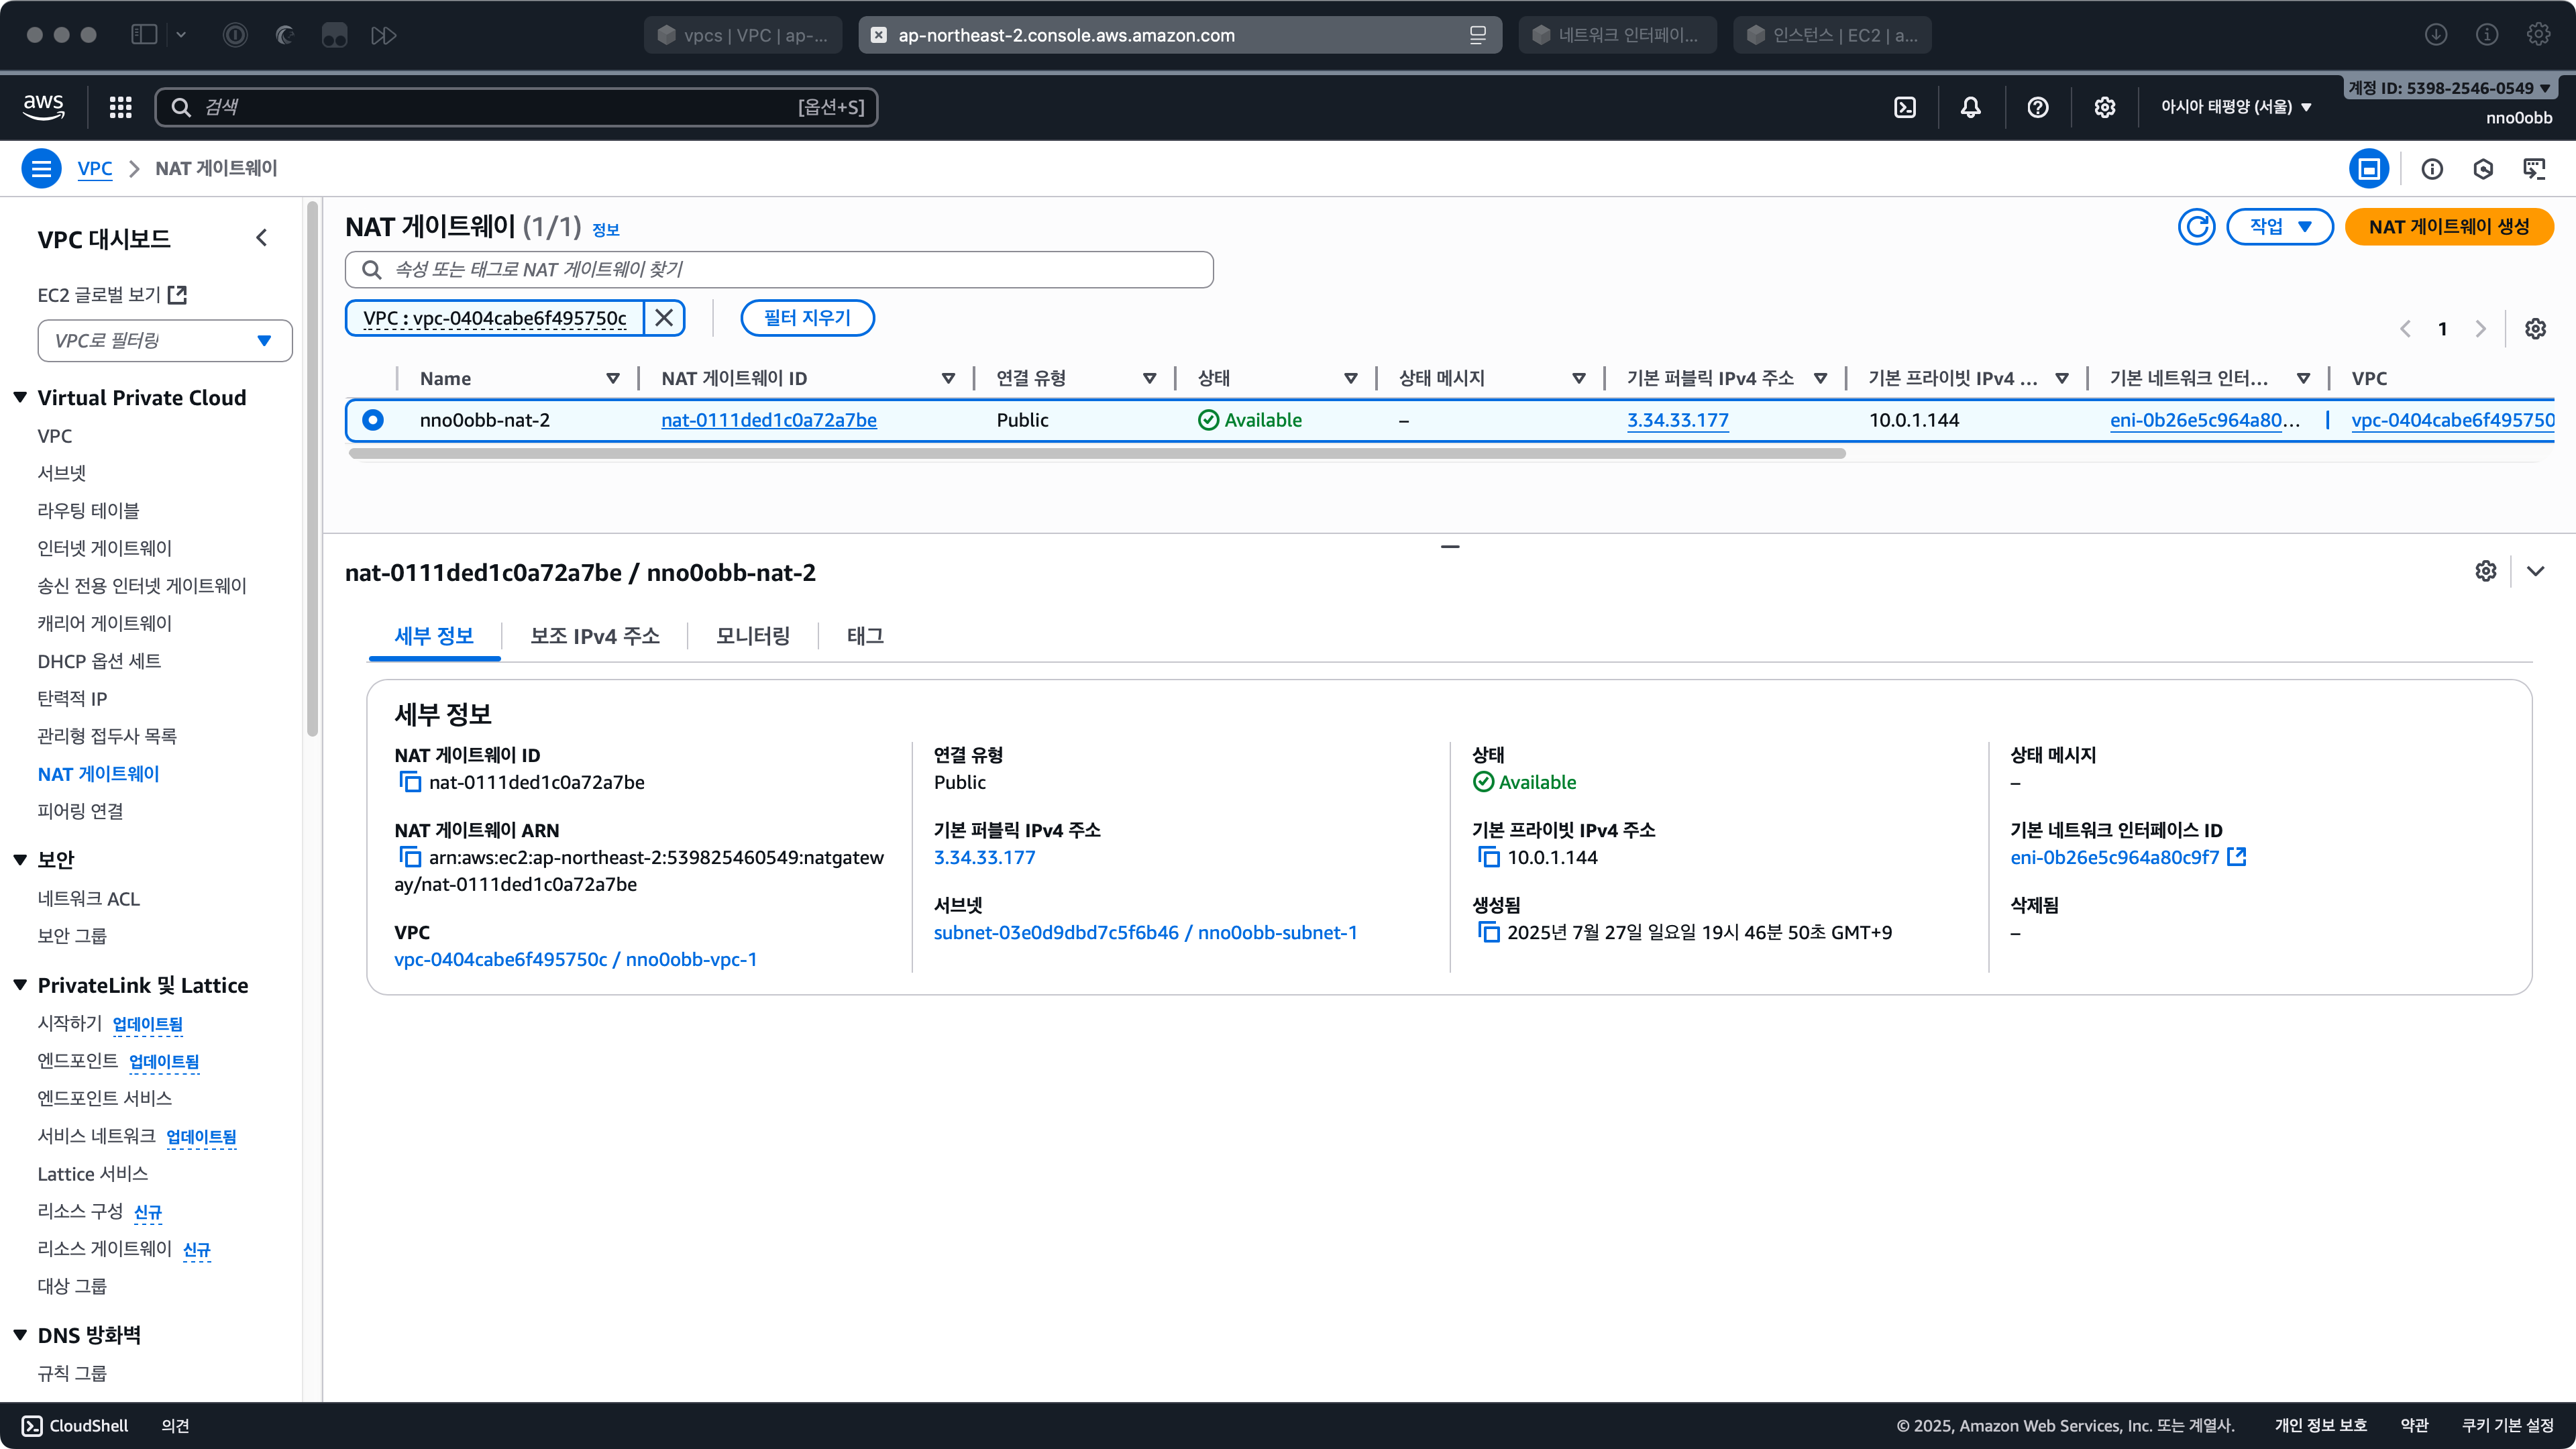 vpcs | VPC | ap-...
ap-northeast-2.console.aws.amazon.com
네트워크 인터페이...
인스턴스 | EC2 | a...
aws
검색
[옵션+S]
아시아 태평양 (서울)
계정 ID: 5398-2546-0549
nno0obb
VPC
NAT 게이트웨이
VPC 대시보드
EC2 글로벌 보기
VPC로 필터링
Virtual Private Cloud
VPC
서브넷
라우팅 테이블
인터넷 게이트웨이
송신 전용 인터넷 게이트웨이
캐리어 게이트웨이
DHCP 옵션 세트
탄력적 IP
관리형 접두사 목록
NAT 게이트웨이
피어링 연결
보안
네트워크 ACL
보안 그룹
PrivateLink 및 Lattice
시작하기 업데이트됨
엔드포인트 업데이트됨
엔드포인트 서비스
서비스 네트워크 업데이트됨
Lattice 서비스
리소스 구성 신규
리소스 게이트웨이 신규
대상 그룹
DNS 방화벽
규칙 그룹
NAT 게이트웨이 (1/1) 정보
작업
NAT 게이트웨이 생성
속성 또는 태그로 NAT 게이트웨이 찾기
VPC : vpc-0404cabe6f495750c
필터 지우기
1
Name NAT 게이트웨이 ID 연결 유형 상태 상태 메시지 기본 퍼블릭 IPv4 주소 기본 프라이빗 IPv4 ... 기본 네트워크 인터... VPC
nno0obb-nat-2 nat-0111ded1c0a72a7be Public Available – 3.34.33.177 10.0.1.144 eni-0b26e5c964a80... vpc-0404cabe6f495750
nat-0111ded1c0a72a7be / nno0obb-nat-2
세부 정보 보조 IPv4 주소 모니터링 태그
세부 정보
NAT 게이트웨이 ID
nat-0111ded1c0a72a7be
NAT 게이트웨이 ARN
arn:aws:ec2:ap-northeast-2:539825460549:natgatew
ay/nat-0111ded1c0a72a7be
VPC
vpc-0404cabe6f495750c / nno0obb-vpc-1
연결 유형
Public
기본 퍼블릭 IPv4 주소
3.34.33.177
서브넷
subnet-03e0d9dbd7c5f6b46 / nno0obb-subnet-1
상태
Available
기본 프라이빗 IPv4 주소
10.0.1.144
생성됨
2025년 7월 27일 일요일 19시 46분 50초 GMT+9
상태 메시지
–
기본 네트워크 인터페이스 ID
eni-0b26e5c964a80c9f7
삭제됨
–
CloudShell
의견
© 2025, Amazon Web Services, Inc. 또는 계열사.
개인 정보 보호
약관
쿠키 기본 설정